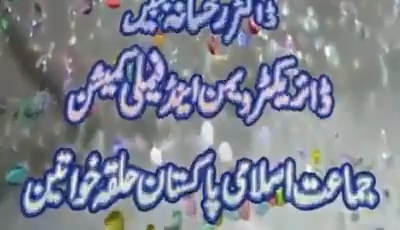 ڈاکٹر رخسانہ جبیں
ڈائریکٹر ویمن اینڈ فیملی کمیشن
جماعت اسلامی پاکستان حلقہ خواتین